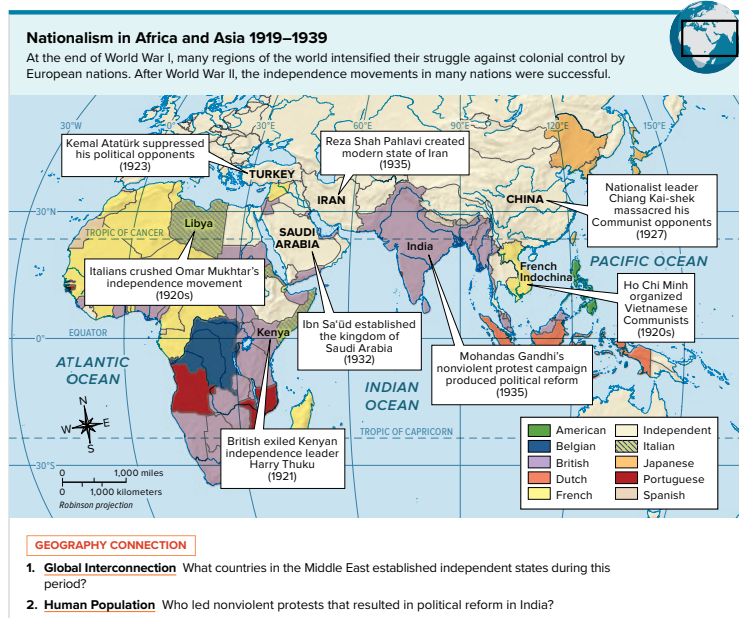 Nationalism in Africa and Asia 1919–1939
At the end of World War I, many regions of the world intensified their struggle against colonial control by
European nations. After World War II, the independence movements in many nations were successful.
30°W
0°
30°E
60°E
90°E
120°E
150°E
Kemal Atatürk suppressed
his political opponents
(1923)
Reza Shah Pahlavi created
modern state of Iran
(1935)
TURKEY
IRAN
CHINA
Nationalist leader
Chiang Kai-shek
massacred his
Communist opponents
(1927)
30°N
Libya
TROPIC OF CANCER
SAUDI
ARABIA
India
PACIFIC OCEAN
French
Indochina
Italians crushed Omar Mukhtar's
independence movement
(1920s)
Ho Chi Minh
organized
Vietnamese
Communists
(1920s)
Ibn Sa'ūd established
the kingdom of
Saudi Arabia
(1932)
Kenya
0°
EQUATOR
ATLANTIC
OCEAN
Mohandas Gandhi's
nonviolent protest campaign
produced political reform
(1935)
INDIAN
OCEAN
TROPIC OF CAPRICORN
N
W
E
S
British exiled Kenyan
independence leader
Harry Thuku
(1921)
30°S
0 1,000 miles
0 1,000 kilometers
Robinson projection
American
Belgian
British
Dutch
French
Independent
Italian
Japanese
Portuguese
Spanish
GEOGRAPHY CONNECTION
1. Global Interconnection What countries in the Middle East established independent states during this
period?
2. Human Population Who led nonviolent protests that resulted in political reform in India?